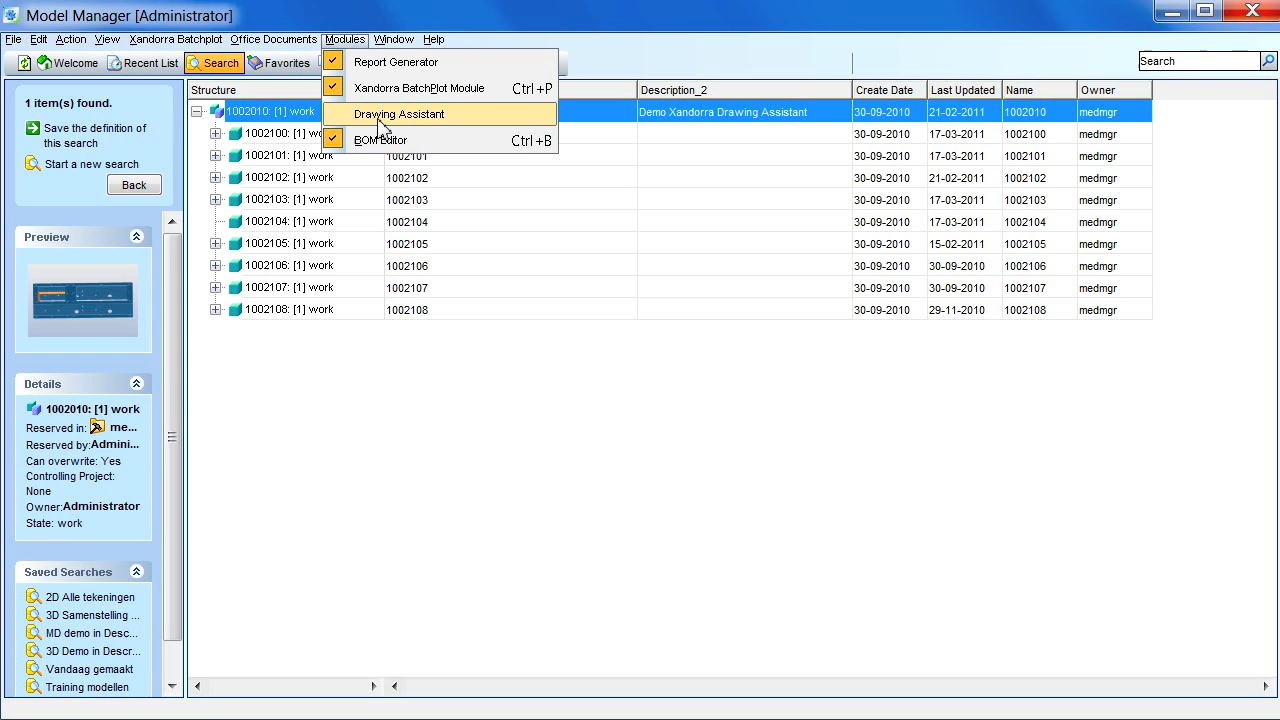 Model Manager [Administrator]
File Edit Action View Xandorra Batchplot Office Documents Modules Window Help
Welcome Recent List Search Favorites
Search
Report Generator
Xandorra BatchPlot Module Ctrl+P
Drawing Assistant
BOM Editor Ctrl+B
1 item(s) found.
Save the definition of
this search
Start a new search
Back
Preview
Details
1002010: [1] work
Reserved in: me...
Reserved by:Admini...
Can overwrite: Yes
Controlling Project:
None
Owner:Administrator
State: work
Saved Searches
2D Alle tekeningen
3D Samenstelling ...
MD demo in Desc...
3D Demo in Descr...
Vandaag gemaakt
Training modellen
Structure Description_2 Create Date Last Updated Name Owner
1002010: [1] work Demo Xandorra Drawing Assistant 30-09-2010 21-02-2011 1002010 medmgr
1002100: [1] wo 30-09-2010 17-03-2011 1002100 medmgr
1002101: [1] wo 1002101 30-09-2010 17-03-2011 1002101 medmgr
1002102: [1] work 1002102 30-09-2010 21-02-2011 1002102 medmgr
1002103: [1] work 1002103 30-09-2010 17-03-2011 1002103 medmgr
1002104: [1] work 1002104 30-09-2010 17-03-2011 1002104 medmgr
1002105: [1] work 1002105 30-09-2010 15-02-2011 1002105 medmgr
1002106: [1] work 1002106 30-09-2010 30-09-2010 1002106 medmgr
1002107: [1] work 1002107 30-09-2010 30-09-2010 1002107 medmgr
1002108: [1] work 1002108 30-09-2010 29-11-2010 1002108 medmgr